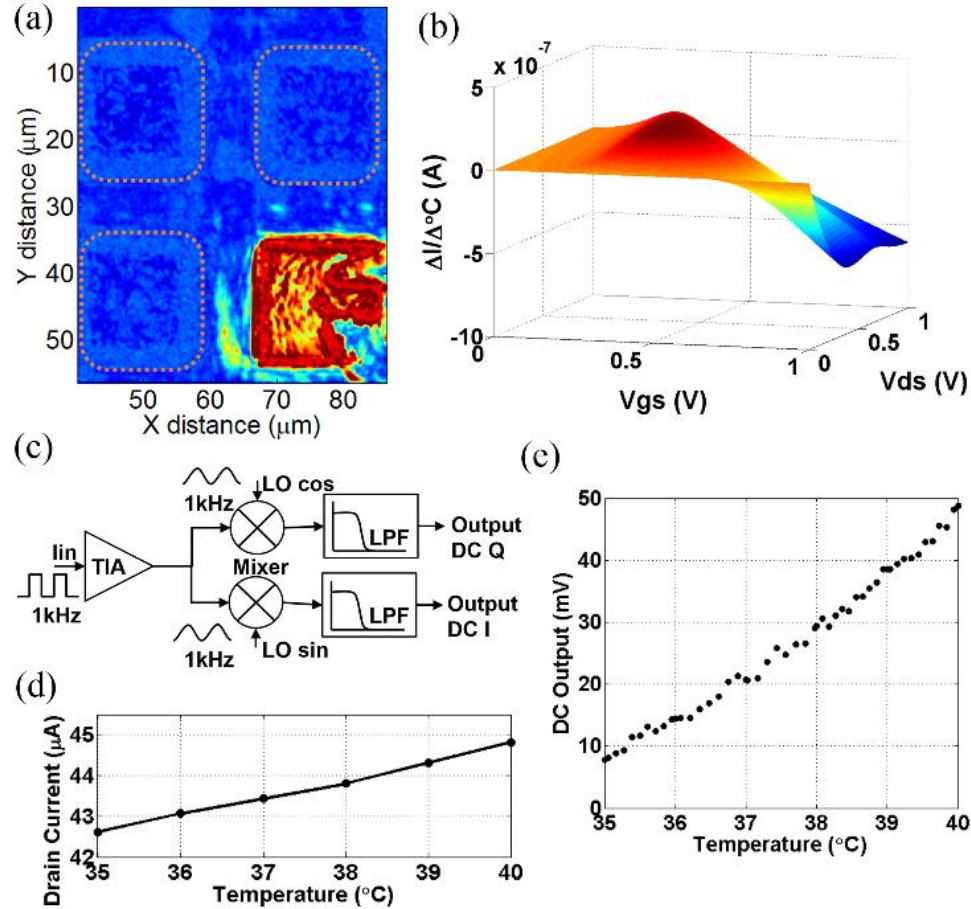 (a)
10
20
30
40
50
Y distance (μm)
50 60 70 80
X distance (μm)
(b)
x 10 -7
5
0
-5
-10
ΔI/Δ°C (A)
0 0.5 1
Vgs (V)
0 0.5 1
Vds (V)
(c)
Iin
1kHz
TIA
1kHz
LO cos
Mixer
LPF
Output
DC Q
1kHz
LO sin
LPF
Output
DC I
(d)
Drain Current (μA)
45
44
43
42
35 36 37 38 39 40
Temperature (°C)
(e)
DC Output (mV)
50
40
30
20
10
0
35 36 37 38 39 40
Temperature (°C)